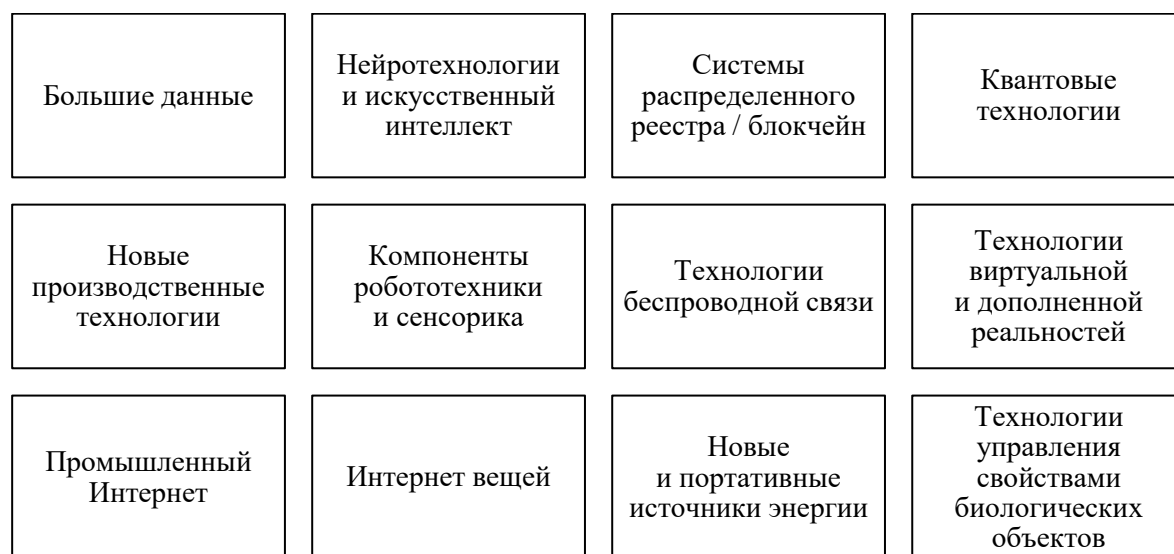 Большие данные
Нейротехнологии
и искусственный
интеллект
Системы
распределенного
реестра / блокчейн
Квантовые
технологии
Новые
производственные
технологии
Компоненты
робототехники
и сенсорика
Технологии
беспроводной связи
Технологии
виртуальной
и дополненной
реальностей
Промышленный
Интернет
Интернет вещей
Новые
и портативные
источники энергии
Технологии
управления
свойствами
биологических
объектов